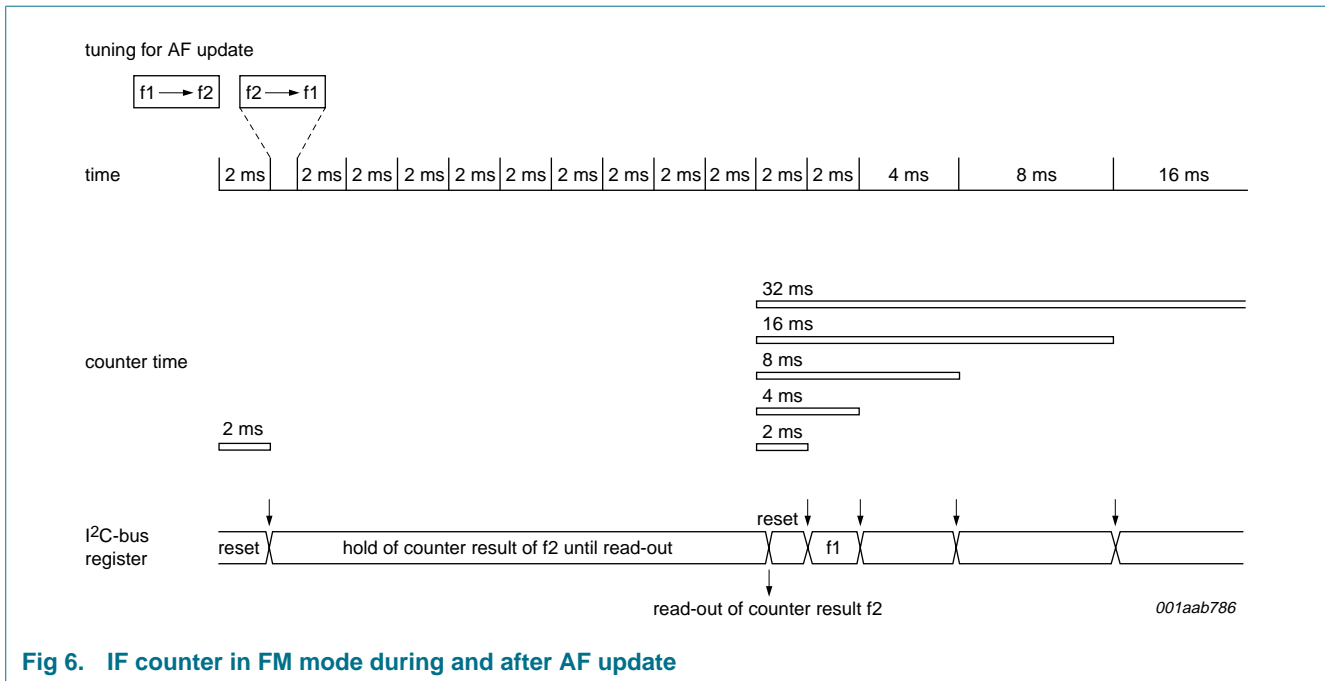 tuning for AF update
f1 → f2 f2 → f1
time 2 ms 2 ms 2 ms 2 ms 2 ms 2 ms 2 ms 2 ms 2 ms 2 ms 2 ms 2 ms 4 ms 8 ms 16 ms
32 ms
16 ms
counter time 8 ms
4 ms
2 ms 2 ms
reset
I2C-bus register reset hold of counter result of f2 until read-out f1
read-out of counter result f2 001aab786
Fig 6. IF counter in FM mode during and after AF update